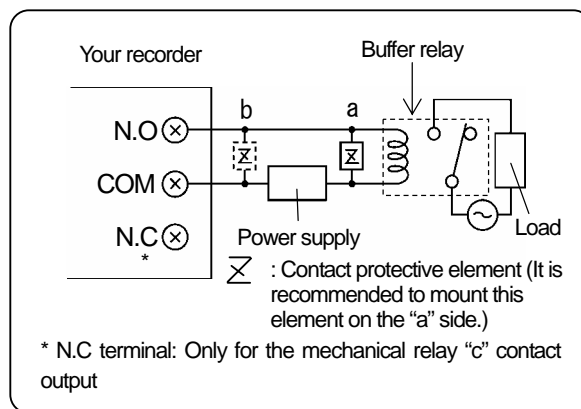 Your recorder
Buffer relay
b
a
N.O
Z
Z
COM
N.C
*
Power supply
Load
Z : Contact protective element (It is
recommended to mount this
element on the “a” side.)
* N.C terminal: Only for the mechanical relay “c” contact
output